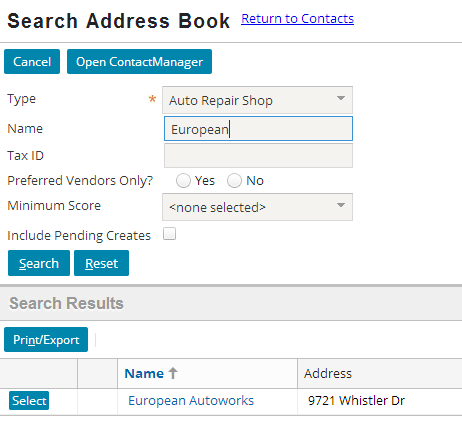 Search Address Book Return to Contacts
Cancel Open ContactManager
Type * Auto Repair Shop
Name European
Tax ID
Preferred Vendors Only? Yes No
Minimum Score <none selected>
Include Pending Creates
Search Reset
Search Results
Print/Export
Name ↑ Address
Select European Autoworks 9721 Whistler Dr